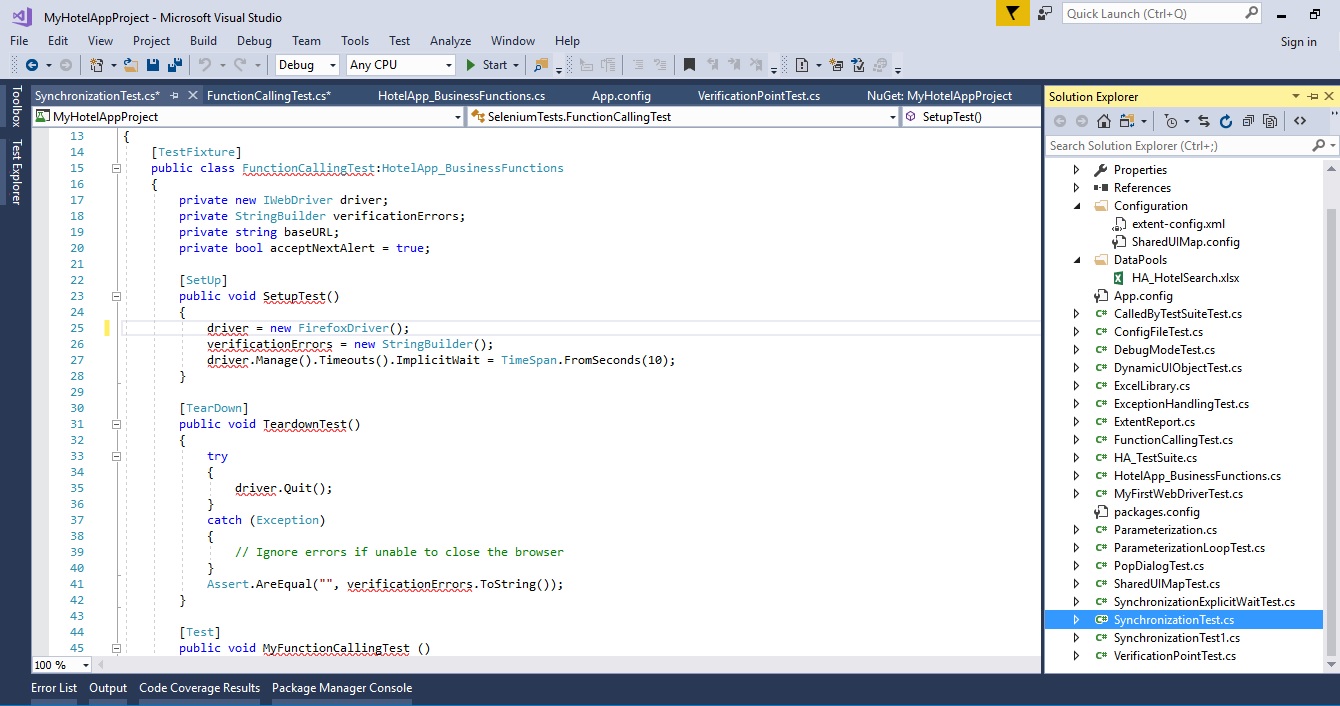 MyHotelAppProject - Microsoft Visual Studio
Quick Launch (Ctrl+Q)
File Edit View Project Build Debug Team Tools Test Analyze Window Help
Sign in
Debug Any CPU Start
Toolbox
Test Explorer
SynchronizationTest.cs* FunctionCallingTest.cs* HotelApp_BusinessFunctions.cs App.config VerificationPointTest.cs NuGet: MyHotelAppProject
MyHotelAppProject SeleniumTests.FunctionCallingTest SetupTest()
13 {
14 [TestFixture]
15 public class FunctionCallingTest:HotelApp_BusinessFunctions
16 {
17 private new IWebDriver driver;
18 private StringBuilder verificationErrors;
19 private string baseURL;
20 private bool acceptNextAlert = true;
21
22 [SetUp]
23 public void SetupTest()
24 {
25 driver = new FirefoxDriver();
26 verificationErrors = new StringBuilder();
27 driver.Manage().Timeouts().ImplicitWait = TimeSpan.FromSeconds(10);
28 }
29
30 [TearDown]
31 public void TeardownTest()
32 {
33 try
34 {
35 driver.Quit();
36 }
37 catch (Exception)
38 {
39 // Ignore errors if unable to close the browser
40 }
41 Assert.AreEqual("", verificationErrors.ToString());
42 }
43
44 [Test]
45 public void MyFunctionCallingTest ()
100 %
Solution Explorer
Search Solution Explorer (Ctrl+;)
Properties
References
Configuration
extent-config.xml
SharedUIMap.config
DataPools
HA_HotelSearch.xlsx
App.config
C# CalledByTestSuiteTest.cs
C# ConfigFileTest.cs
C# DebugModeTest.cs
C# DynamicUIObjectTest.cs
C# ExcelLibrary.cs
C# ExceptionHandlingTest.cs
C# ExtentReport.cs
C# FunctionCallingTest.cs
C# HA_TestSuite.cs
C# HotelApp_BusinessFunctions.cs
C# MyFirstWebDriverTest.cs
packages.config
C# Parameterization.cs
C# ParameterizationLoopTest.cs
C# PopDialogTest.cs
C# SharedUIMapTest.cs
C# SynchronizationExplicitWaitTest.cs
C# SynchronizationTest.cs
C# SynchronizationTest1.cs
C# VerificationPointTest.cs
Error List Output Code Coverage Results Package Manager Console